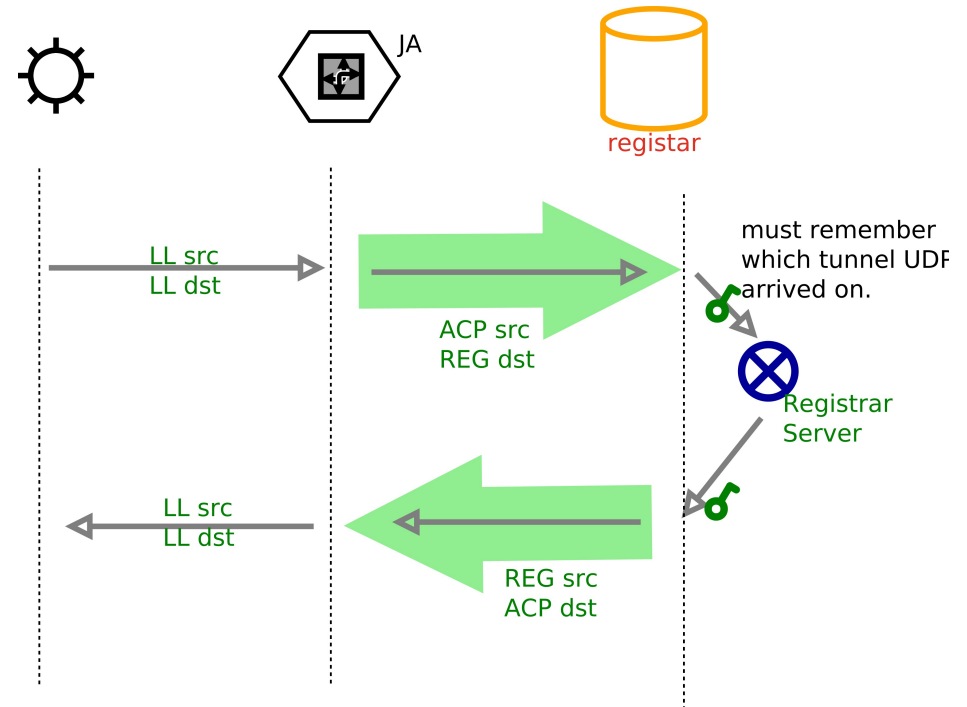 JA
registar
LL src
LL dst
must remember
which tunnel UDP
arrived on.
ACP src
REG dst
Registrar
Server
LL src
LL dst
REG src
ACP dst